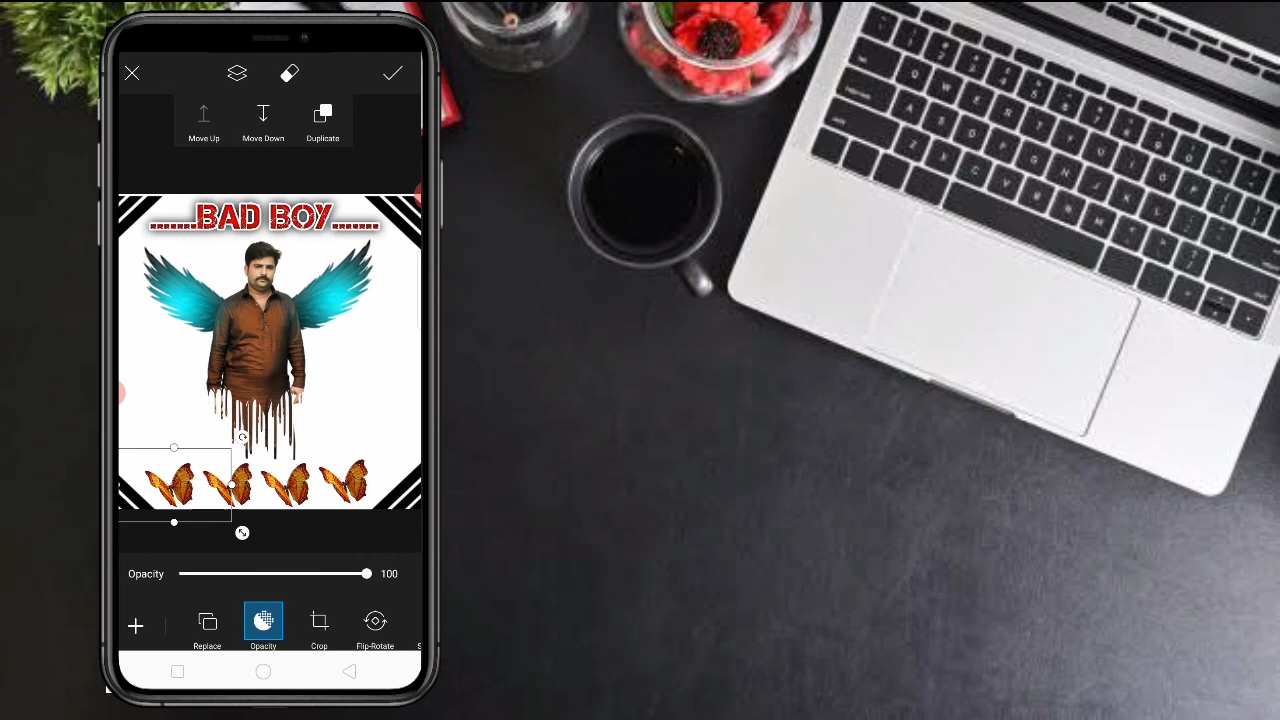 Move Up Move Down Duplicate
.......BAD BOY.......
Opacity 100
Replace Opacity Crop Flip-Rotate S